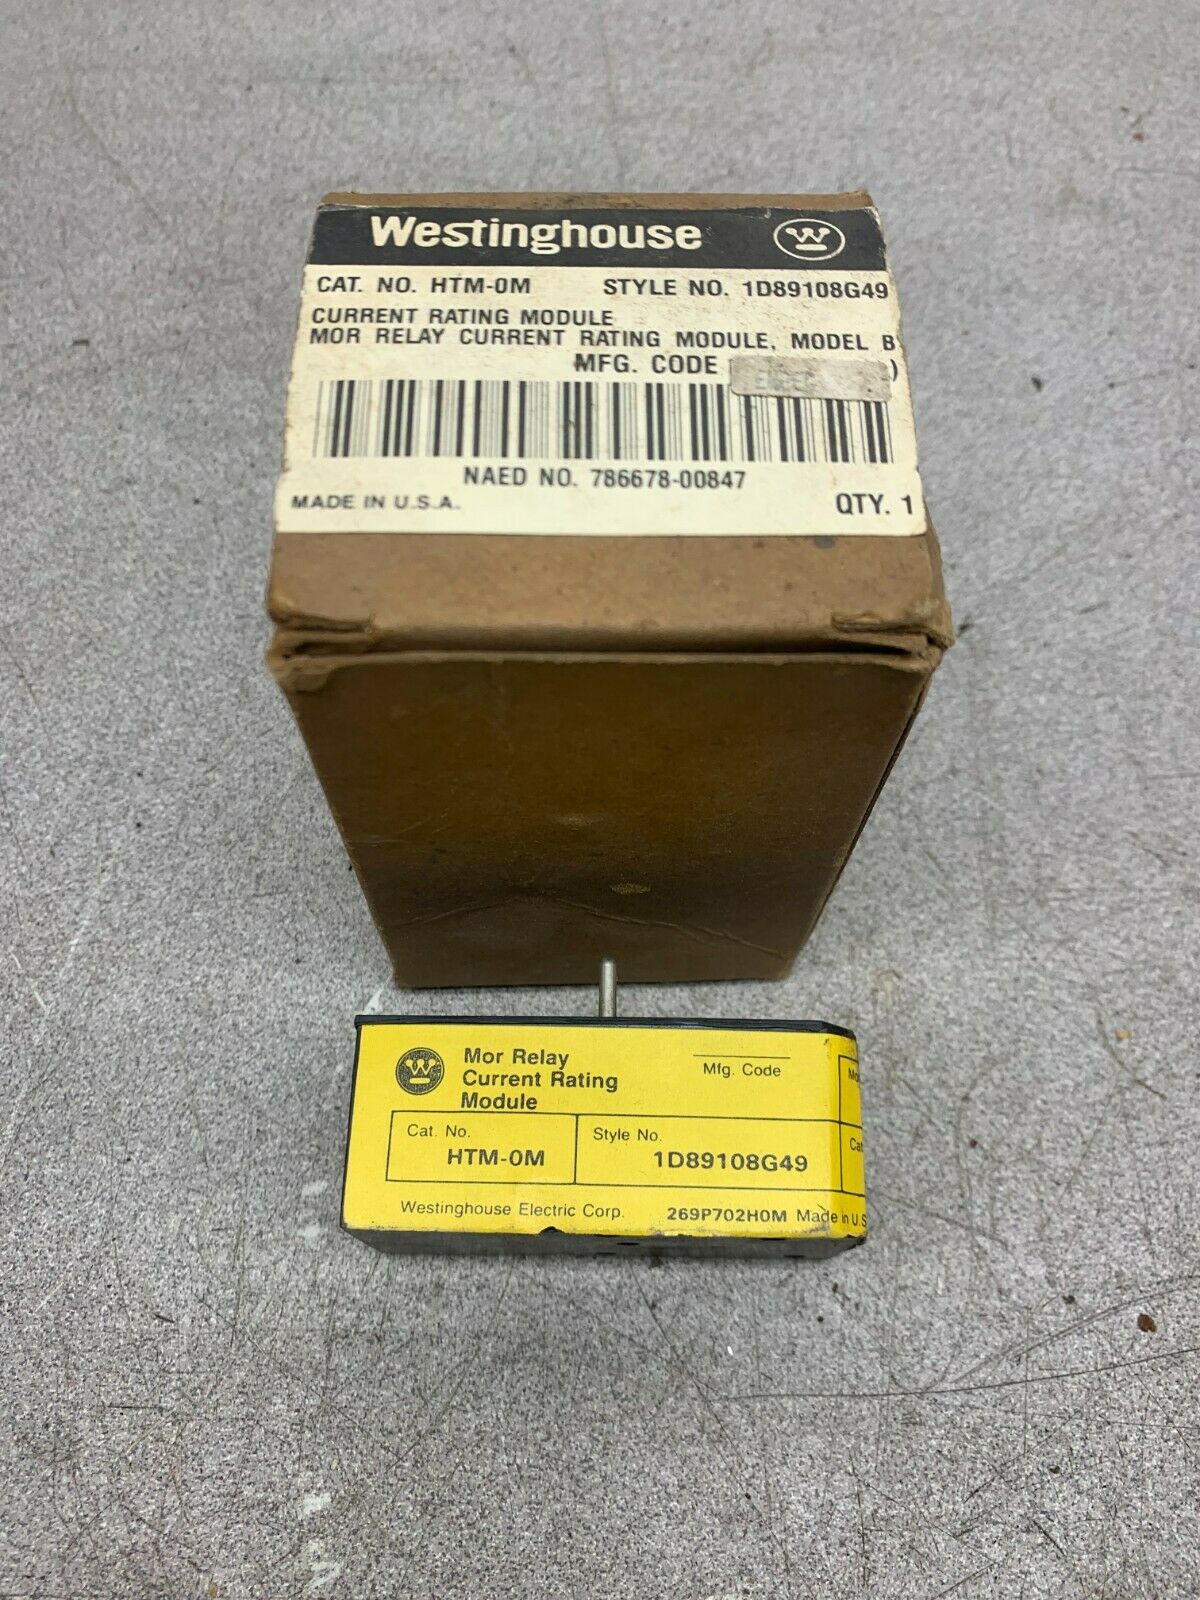 Westinghouse W
CAT. NO. HTM-0M STYLE NO. 1D89108G49
CURRENT RATING MODULE
MOR RELAY CURRENT RATING MODULE, MODEL B
MFG. CODE )
NAED NO. 786678-00847
MADE IN U.S.A. QTY. 1
W
Mor Relay
Current Rating
Module
Mfg. Code
Cat. No.
HTM-0M
Style No.
1D89108G49
Westinghouse Electric Corp. 269P702H0M Made in U.S